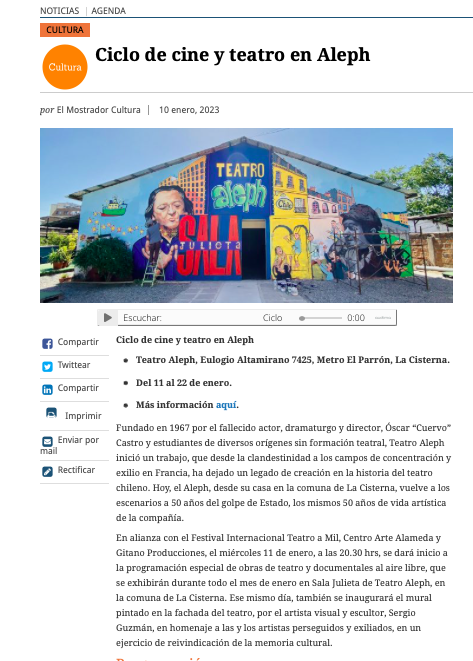 NOTICIAS | AGENDA
CULTURA
Cultura
Ciclo de cine y teatro en Aleph
por El Mostrador Cultura | 10 enero, 2023
TEATRO
aleph
SALA
JULIETA
Escuchar: Ciclo 0:00
Compartir
Twittear
Compartir
Imprimir
Enviar por
mail
Rectificar
Ciclo de cine y teatro en Aleph
• Teatro Aleph, Eulogio Altamirano 7425, Metro El Parrón, La Cisterna.
• Del 11 al 22 de enero.
• Más información aquí.
Fundado en 1967 por el fallecido actor, dramaturgo y director, Óscar “Cuervo”
Castro y estudiantes de diversos orígenes sin formación teatral, Teatro Aleph
inició un trabajo, que desde la clandestinidad a los campos de concentración y
exilio en Francia, ha dejado un legado de creación en la historia del teatro
chileno. Hoy, el Aleph, desde su casa en la comuna de La Cisterna, vuelve a los
escenarios a 50 años del golpe de Estado, los mismos 50 años de vida artística
de la compañía.
En alianza con el Festival Internacional Teatro a Mil, Centro Arte Alameda y
Gitano Producciones, el miércoles 11 de enero, a las 20.30 hrs, se dará inicio a
la programación especial de obras de teatro y documentales al aire libre, que
se exhibirán durante todo el mes de enero en Sala Julieta de Teatro Aleph, en
la comuna de La Cisterna. Ese mismo día, también se inaugurará el mural
pintado en la fachada del teatro, por el artista visual y escultor, Sergio
Guzmán, en homenaje a las y los artistas perseguidos y exiliados, en un
ejercicio de reivindicación de la memoria cultural.